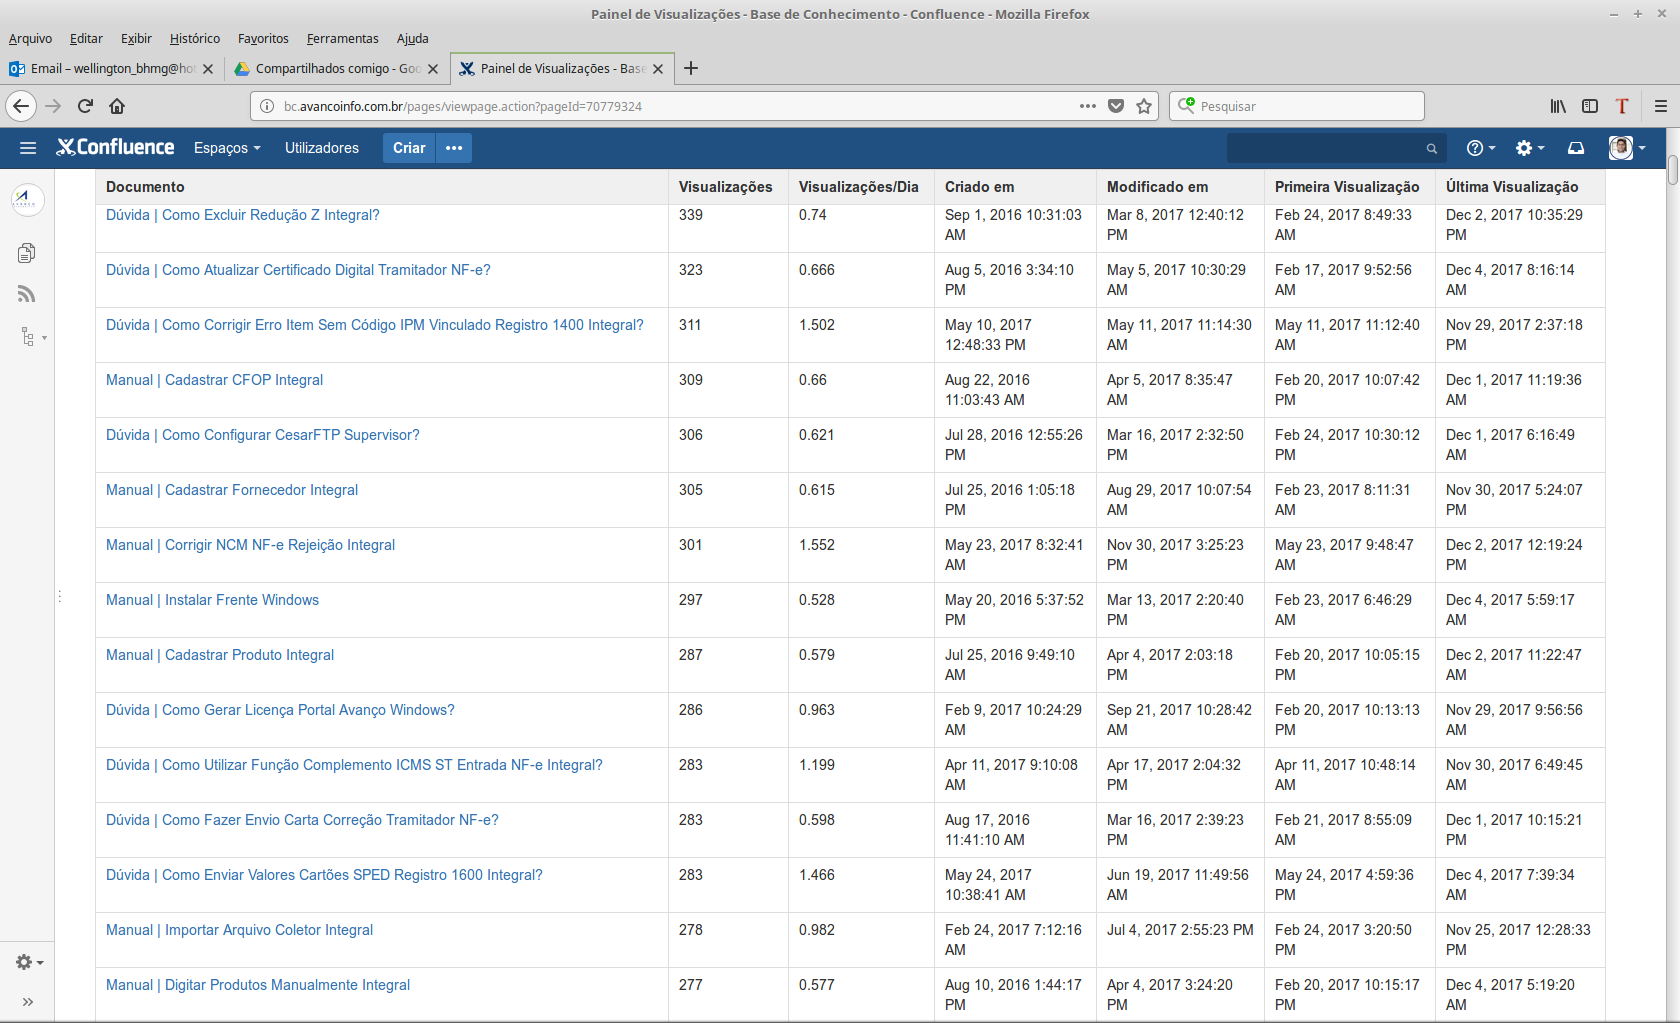 Painel de Visualizações - Base de Conhecimento - Confluence - Mozilla Firefox
Arquivo Editar Exibir Histórico Favoritos Ferramentas Ajuda
Email – wellington_bhmg@ho Compartilhados comigo - Goo Painel de Visualizações - Base
bc.avancoinfo.com.br/pages/viewpage.action?pageId=70779324 Pesquisar
Confluence Espaços Utilizadores Criar
Documento Visualizações Visualizações/Dia Criado em Modificado em Primeira Visualização Última Visualização
Dúvida | Como Excluir Redução Z Integral? 339 0.74 Sep 1, 2016 10:31:03 Mar 8, 2017 12:40:12 Feb 24, 2017 8:49:33 Dec 2, 2017 10:35:29
AM PM AM PM
Dúvida | Como Atualizar Certificado Digital Tramitador NF-e? 323 0.666 Aug 5, 2016 3:34:10 May 5, 2017 10:30:29 Feb 17, 2017 9:52:56 Dec 4, 2017 8:16:14
PM AM AM AM
Dúvida | Como Corrigir Erro Item Sem Código IPM Vinculado Registro 1400 Integral? 311 1.502 May 10, 2017 May 11, 2017 11:14:30 May 11, 2017 11:12:40 Nov 29, 2017 2:37:18
12:48:33 PM AM AM PM
Manual | Cadastrar CFOP Integral 309 0.66 Aug 22, 2016 Apr 5, 2017 8:35:47 Feb 20, 2017 10:07:42 Dec 1, 2017 11:19:36
11:03:43 AM AM PM AM
Dúvida | Como Configurar CesarFTP Supervisor? 306 0.621 Jul 28, 2016 12:55:26 Mar 16, 2017 2:32:50 Feb 24, 2017 10:30:12 Dec 1, 2017 6:16:49
PM PM PM AM
Manual | Cadastrar Fornecedor Integral 305 0.615 Jul 25, 2016 1:05:18 Aug 29, 2017 10:07:54 Feb 23, 2017 8:11:31 Nov 30, 2017 5:24:07
PM AM AM PM
Manual | Corrigir NCM NF-e Rejeição Integral 301 1.552 May 23, 2017 8:32:41 Nov 30, 2017 3:25:23 May 23, 2017 9:48:47 Dec 2, 2017 12:19:24
AM PM AM PM
Manual | Instalar Frente Windows 297 0.528 May 20, 2016 5:37:52 Mar 13, 2017 2:20:40 Feb 23, 2017 6:46:29 Dec 4, 2017 5:59:17
PM PM AM AM
Manual | Cadastrar Produto Integral 287 0.579 Jul 25, 2016 9:49:10 Apr 4, 2017 2:03:18 Feb 20, 2017 10:05:15 Dec 2, 2017 11:22:47
AM PM PM AM
Dúvida | Como Gerar Licença Portal Avanço Windows? 286 0.963 Feb 9, 2017 10:24:29 Sep 21, 2017 10:28:42 Feb 20, 2017 10:13:13 Nov 29, 2017 9:56:56
AM AM PM AM
Dúvida | Como Utilizar Função Complemento ICMS ST Entrada NF-e Integral? 283 1.199 Apr 11, 2017 9:10:08 Apr 17, 2017 2:04:32 Apr 11, 2017 10:48:14 Nov 30, 2017 6:49:45
AM PM AM AM
Dúvida | Como Fazer Envio Carta Correção Tramitador NF-e? 283 0.598 Aug 17, 2016 Mar 16, 2017 2:39:23 Feb 21, 2017 8:55:09 Dec 1, 2017 10:15:21
11:41:10 AM PM AM PM
Dúvida | Como Enviar Valores Cartões SPED Registro 1600 Integral? 283 1.466 May 24, 2017 Jun 19, 2017 11:49:56 May 24, 2017 4:59:36 Dec 4, 2017 7:39:34
10:38:41 AM AM PM AM
Manual | Importar Arquivo Coletor Integral 278 0.982 Feb 24, 2017 7:12:16 Jul 4, 2017 2:55:23 PM Feb 24, 2017 3:20:50 Nov 25, 2017 12:28:33
AM PM PM
Manual | Digitar Produtos Manualmente Integral 277 0.577 Aug 10, 2016 1:44:17 Apr 4, 2017 3:24:20 Feb 20, 2017 10:15:17 Dec 4, 2017 5:19:20
PM PM PM AM